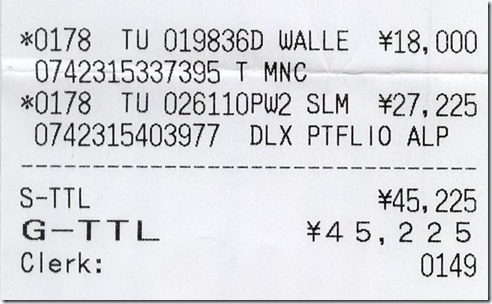 *0178 TU 019836D WALLE ¥18,000
0742315337395 T MNC
*0178 TU 026110PW2 SLM ¥27,225
0742315403977 DLX PTFLIO ALP
--------------------------------
S-TTL ¥45,225
G-TTL ¥45,225
Clerk: 0149